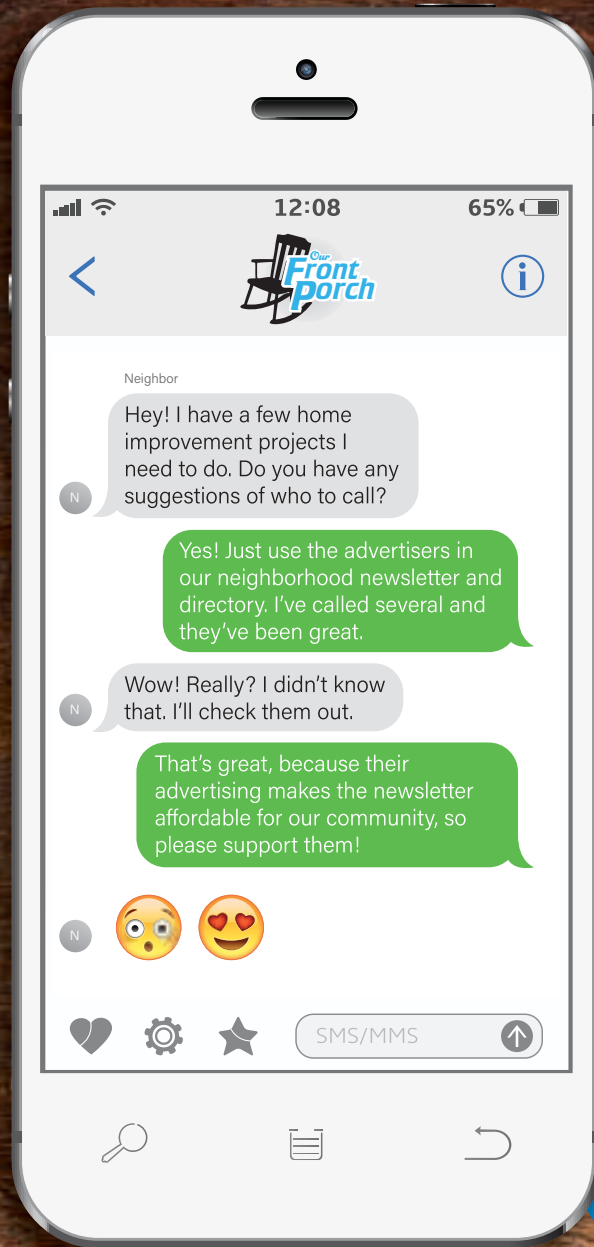 12:08
65%
Our
Front
Porch
i
Neighbor
Hey! I have a few home
improvement projects I
need to do. Do you have any
suggestions of who to call?
N
Yes! Just use the advertisers in
our neighborhood newsletter and
directory. I’ve called several and
they’ve been great.
Wow! Really? I didn’t know
that. I’ll check them out.
N
That’s great, because their
advertising makes the newsletter
affordable for our community, so
please support them!
N
SMS/MMS